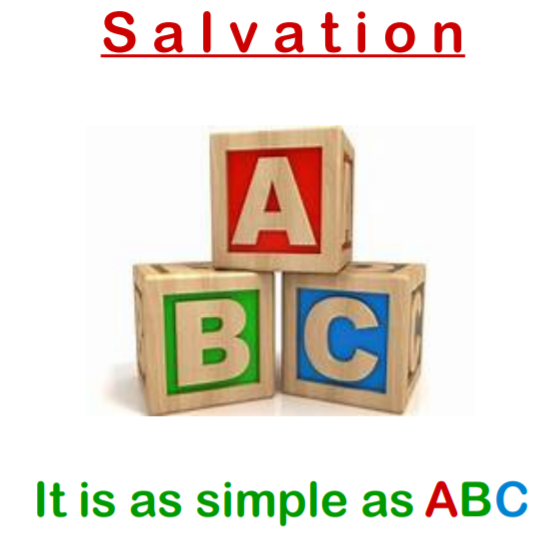 Salvation
A
B C
It is as simple as ABC